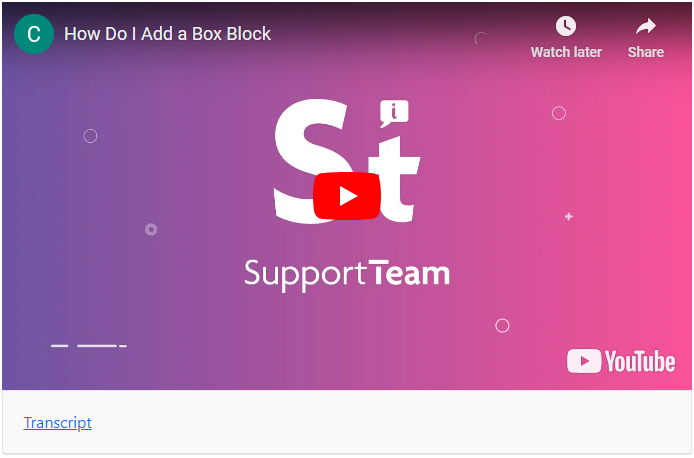 C How Do I Add a Box Block
Watch later Share
St
i
SupportTeam
YouTube
Transcript